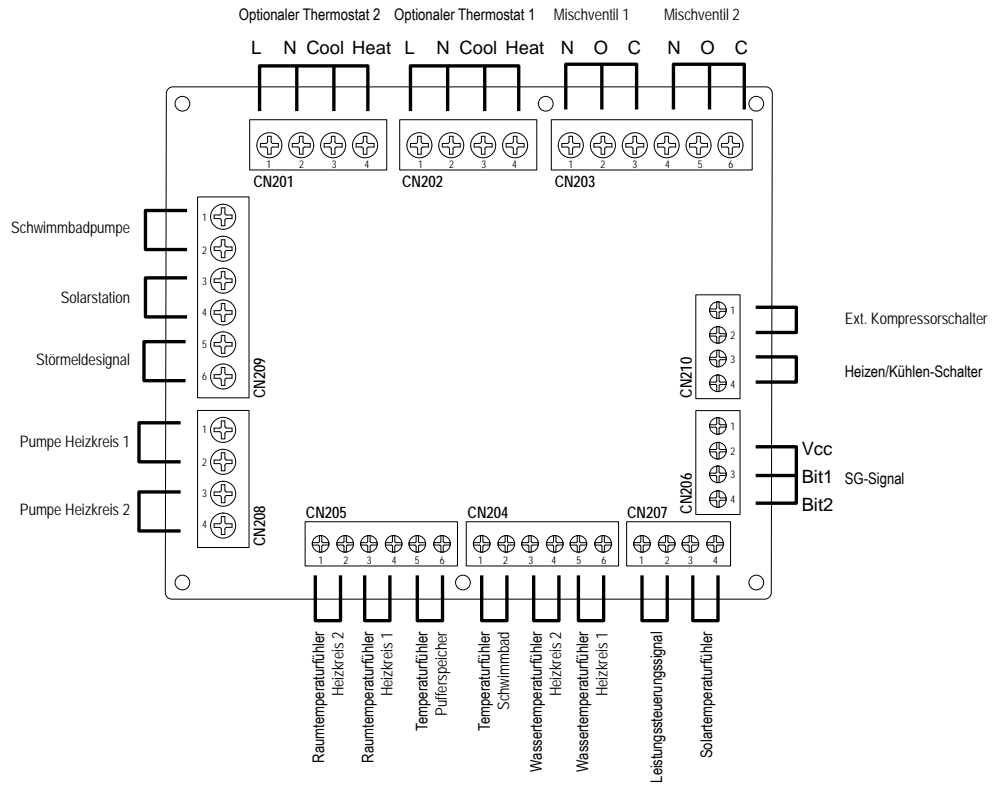 Optionaler Thermostat 2 Optionaler Thermostat 1 Mischventil 1 Mischventil 2
L N Cool Heat L N Cool Heat N O C N O C
1 2 3 4 1 2 3 4 1 2 3 4 5 6
CN201 CN202 CN203
Schwimmbadpumpe
1
2
Solarstation
3
4
Störmeldesignal
5
6
CN209
Pumpe Heizkreis 1
1
2
Pumpe Heizkreis 2
3
4
CN208
1
2
Ext. Kompressorschalter
3
4
Heizen/Kühlen-Schalter
CN210
1
2
3
4
CN206
Vcc
Bit1 SG-Signal
Bit2
CN205 CN204 CN207
1 2 3 4 5 6 1 2 3 4 5 6 1 2 3 4
Raumtemperaturfühler
Heizkreis 2
Raumtemperaturfühler
Heizkreis 1
Temperaturfühler
Pufferspeicher
Temperaturfühler
Schwimmbad
Wassertemperaturfühler
Heizkreis 2
Wassertemperaturfühler
Heizkreis 1
Leistungssteuerungssignal
Solartemperaturfühler